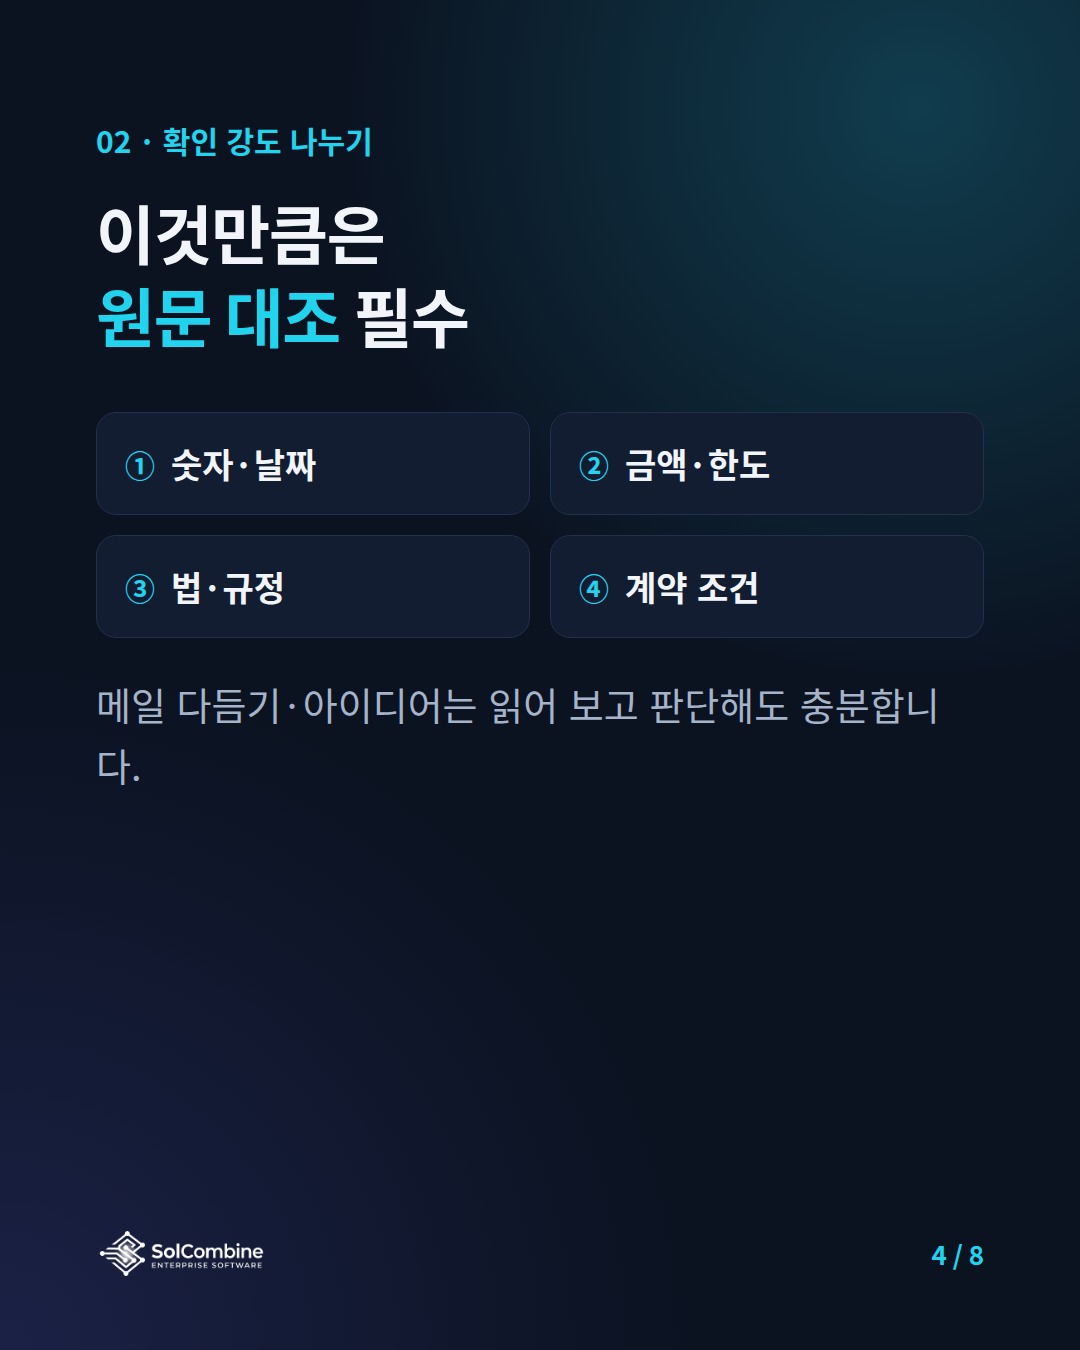 02 · 확인 강도 나누기
이것만큼은
원문 대조 필수
① 숫자·날짜
② 금액·한도
③ 법·규정
④ 계약 조건
메일 다듬기·아이디어는 읽어 보고 판단해도 충분합니
다.
SolCombine
ENTERPRISE SOFTWARE
4 / 8